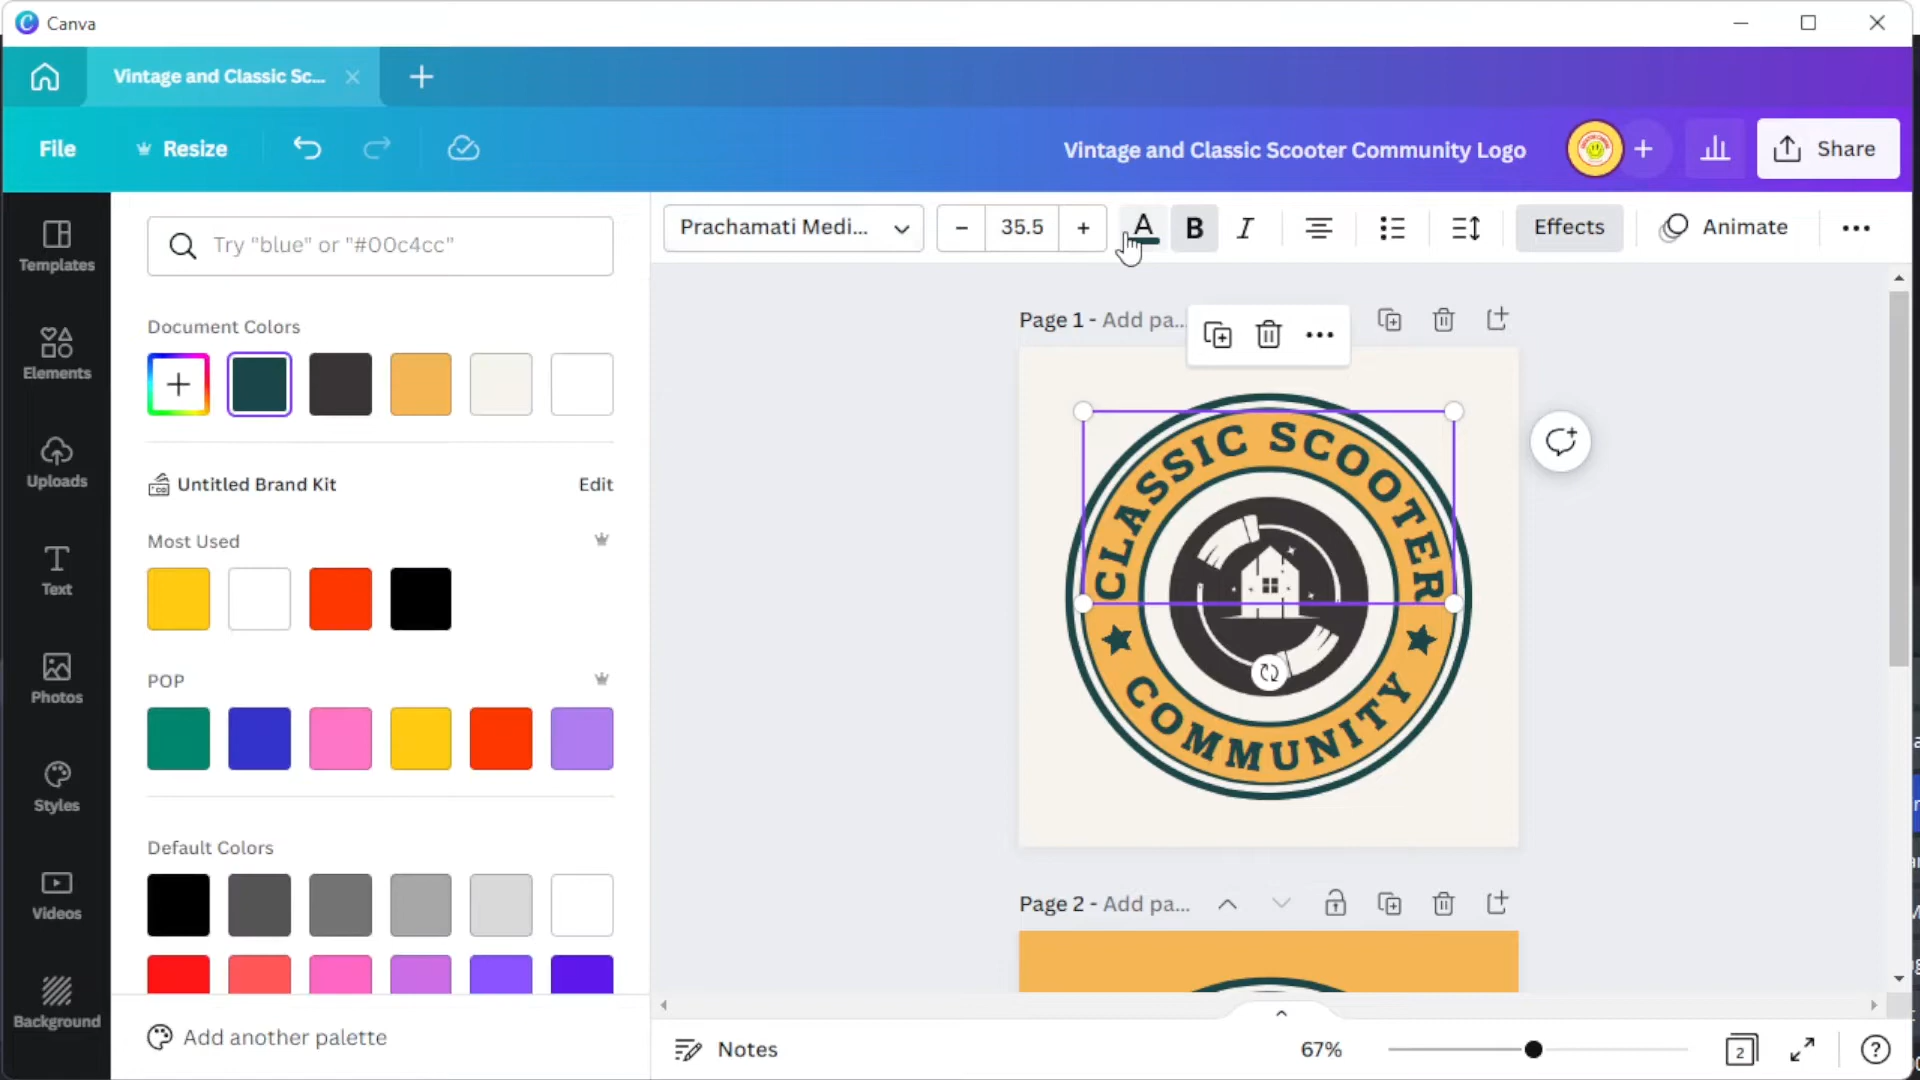 Canva
Vintage and Classic Sc...
File
Resize
Vintage and Classic Scooter Community Logo
Share
Templates
Elements
Uploads
Text
Photos
Styles
Videos
Background
Try "blue" or "#00c4cc"
Document Colors
Untitled Brand Kit
Edit
Most Used
POP
Default Colors
Add another palette
Prachamati Medi...
35.5
A
B
I
Effects
Animate
Page 1 - Add pa...
CLASSIC SCOOTER
COMMUNITY
Page 2 - Add pa...
Notes
67%
2